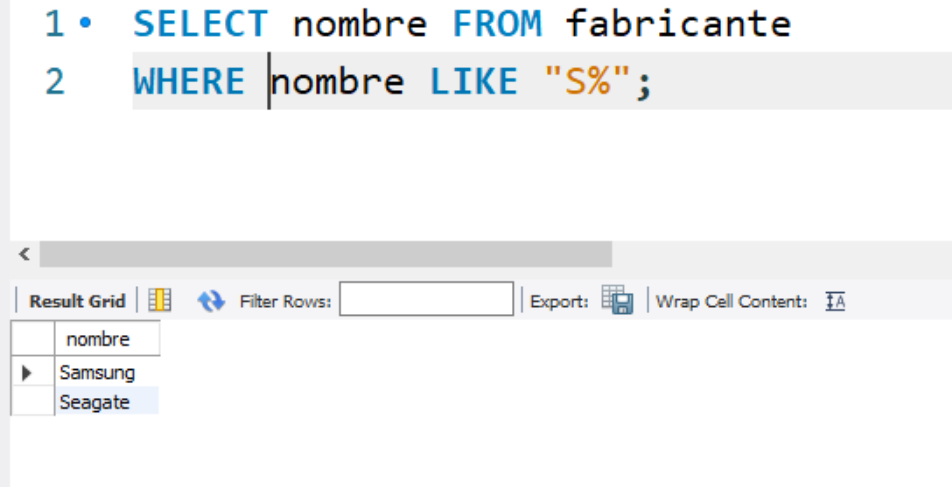 1 SELECT nombre FROM fabricante
2 WHERE nombre LIKE "S%";
Result Grid Filter Rows: Export: Wrap Cell Content: IA
nombre
Samsung
Seagate